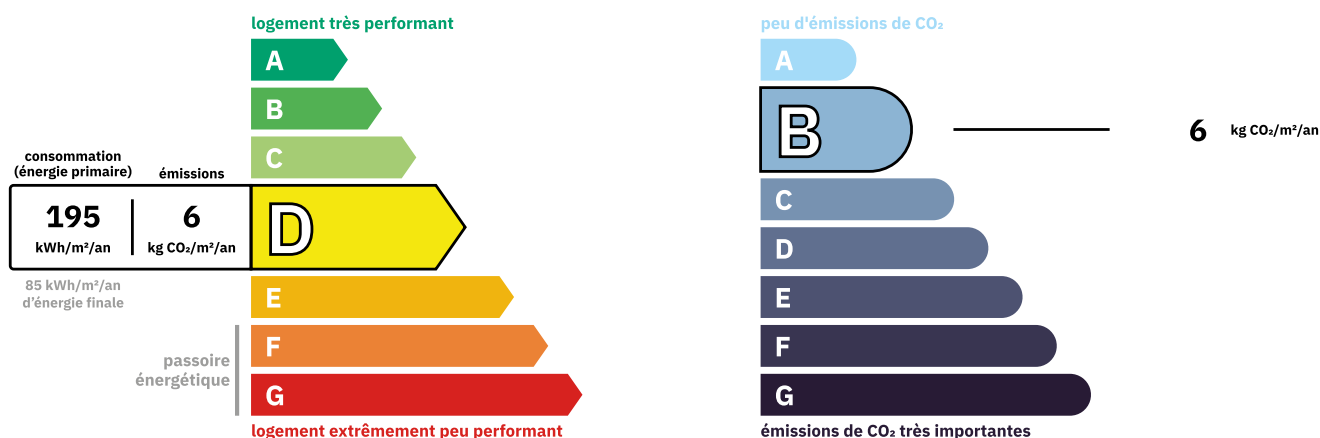 logement très performant
A
B
C
consommation
(énergie primaire)
émissions
195
kWh/m²/an
6
kg CO₂/m²/an
D
85 kWh/m²/an
d'énergie finale
E
passoire
énergétique
F
G
logement extrêmement peu performant
peu d'émissions de CO₂
A
B
6 kg CO₂/m²/an
C
D
E
F
G
émissions de CO₂ très importantes